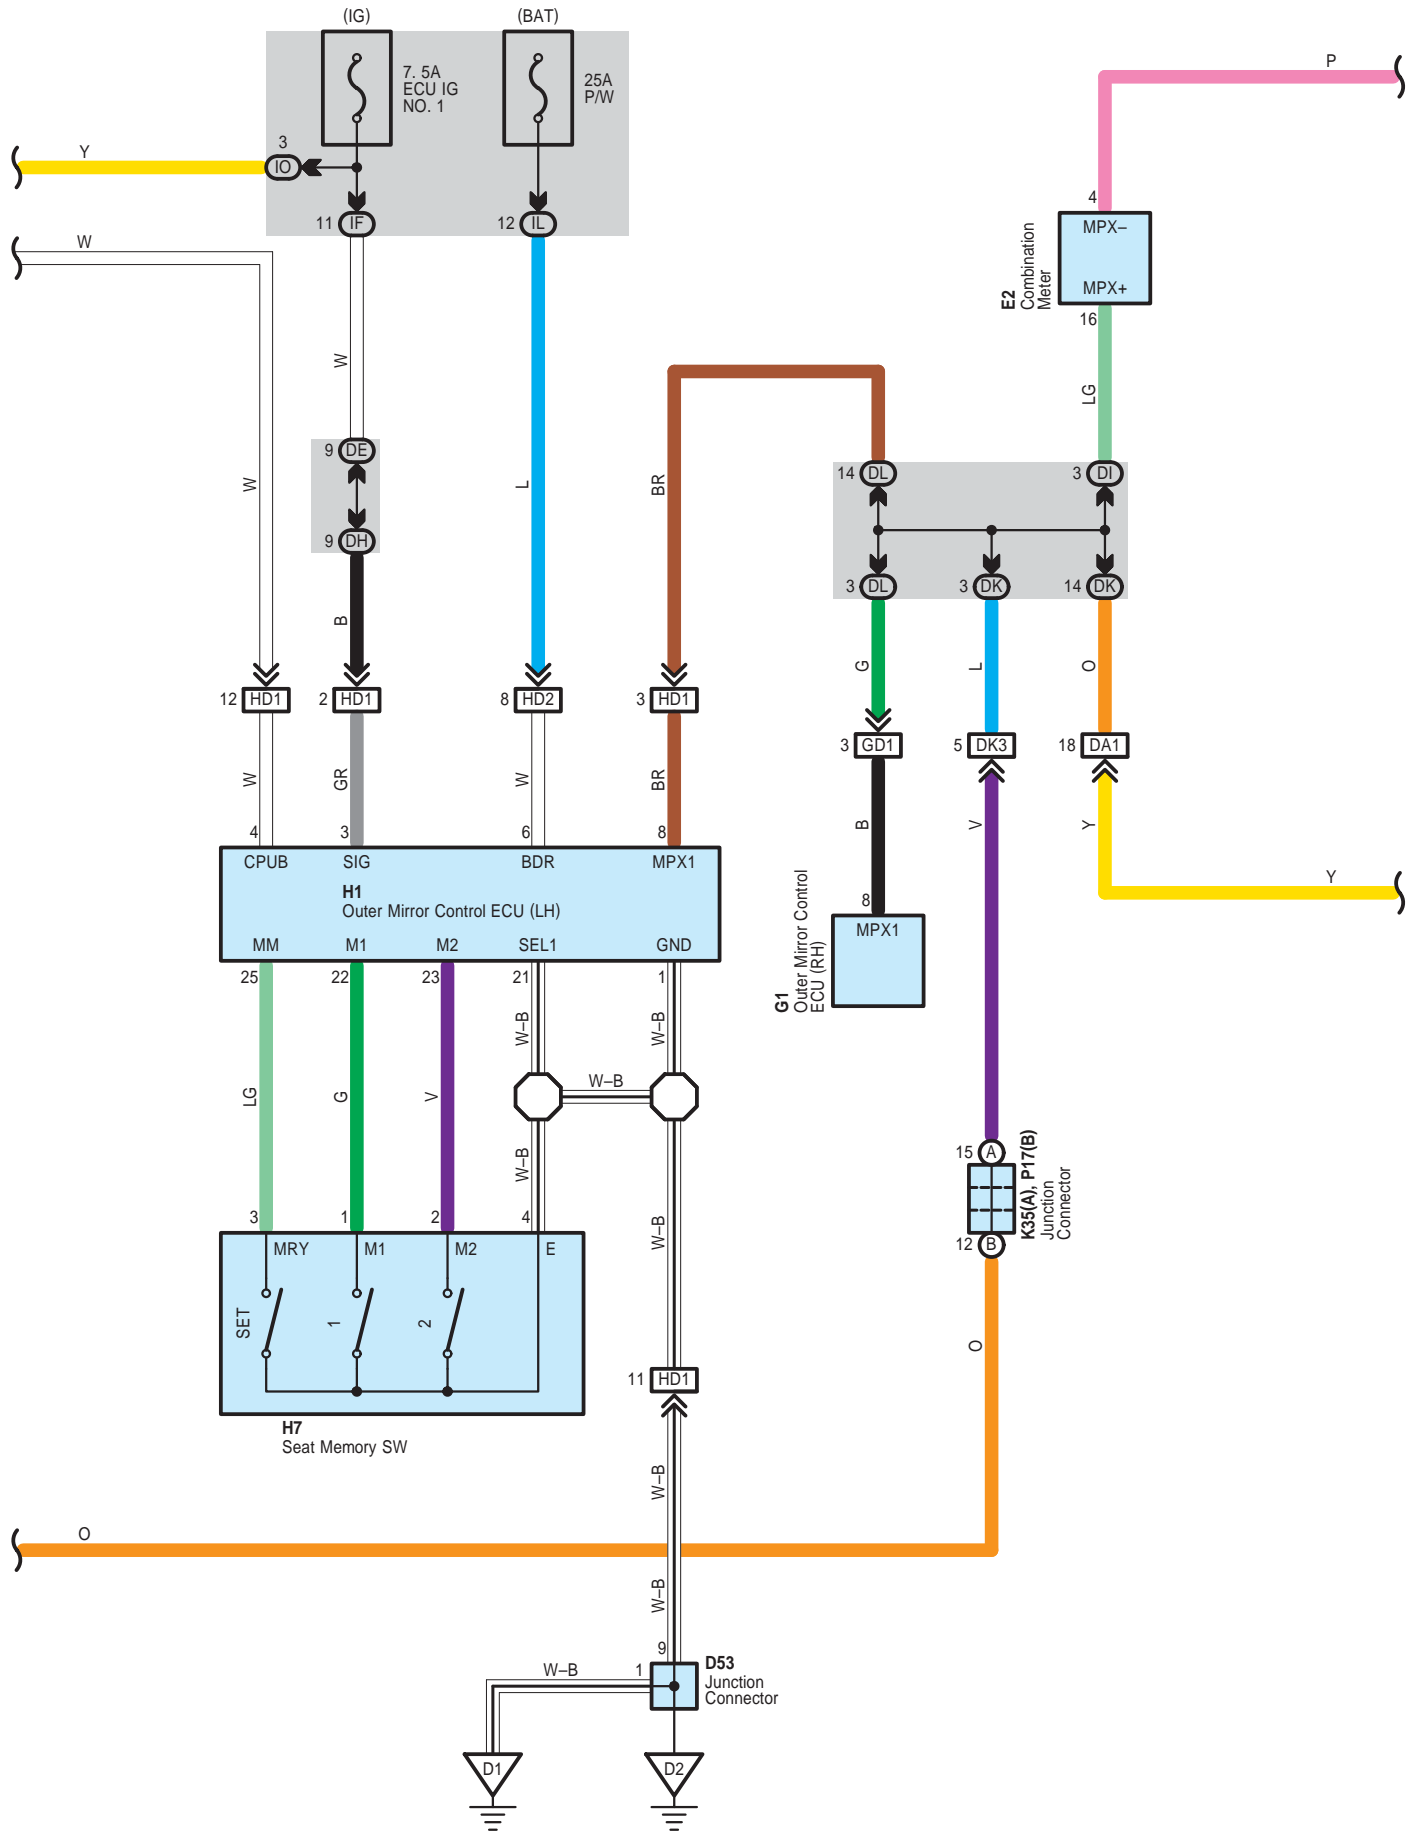 (IG)
(BAT)
7. 5A
ECU IG
NO. 1
25A
P/W
P
Y
3
IO
11 IF
12 IL
W
4
MPX–
MPX+
E2
Combination
Meter
16
W
LG
9 DE
14 DL
3 DI
W
L
BR
9 DH
3 DL
3 DK
14 DK
B
G
L
O
12 HD1
2 HD1
8 HD2
3 HD1
3 GD1
5 DK3
18 DA1
W
GR
W
BR
B
V
Y
4
3
6
8
CPUB
SIG
BDR
MPX1
H1
Outer Mirror Control ECU (LH)
MM
M1
M2
SEL1
GND
Y
8
MPX1
G1
Outer Mirror Control
ECU (RH)
25
22
23
21
1
W–B
W–B
W–B
LG
G
V
W–B
15 A
K35(A), P17(B)
Junction
Connector
12 B
3
1
2
4
W–B
MRY
M1
M2
E
SET
1
2
O
11 HD1
H7
Seat Memory SW
W–B
O
W–B
9
W–B
1
D53
Junction
Connector
D1
D2